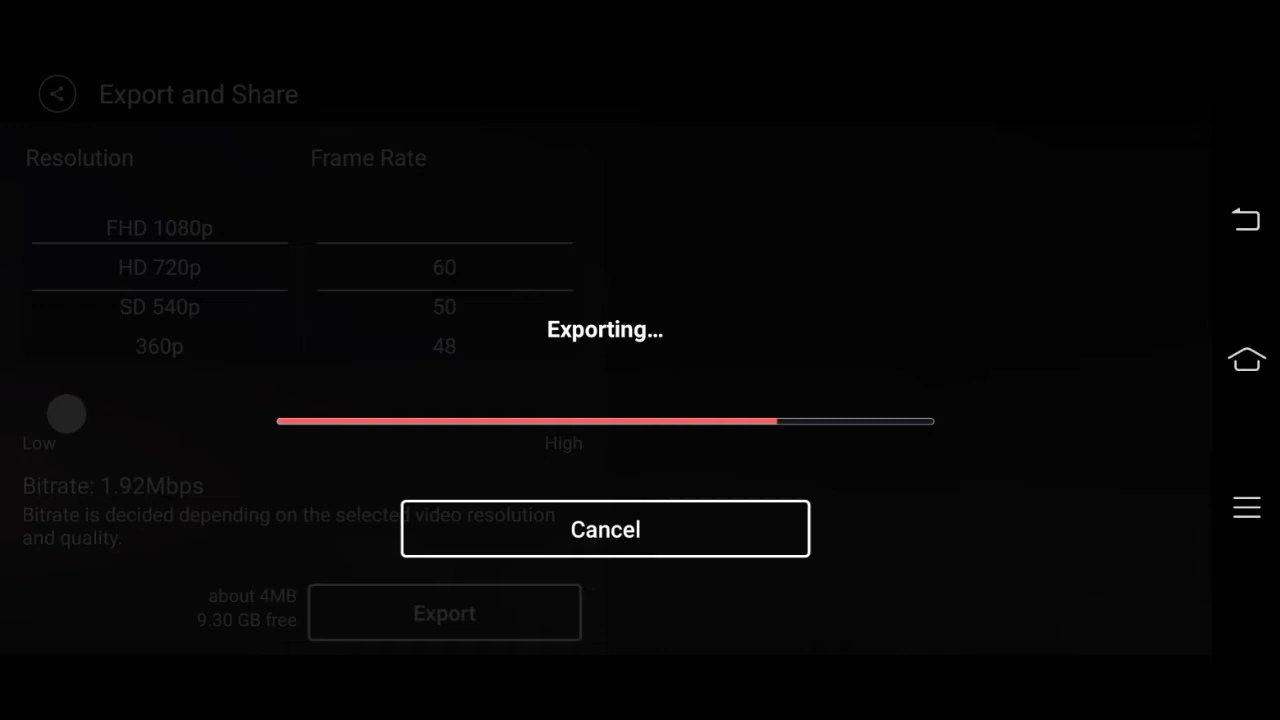 Export and Share
Resolution
Frame Rate
FHD 1080p
HD 720p
60
SD 540p
50
360p
48
Exporting...
Low
High
Bitrate: 1.92Mbps
Bitrate is decided depending on the selected video resolution
and quality.
Cancel
about 4MB
9.30 GB free
Export